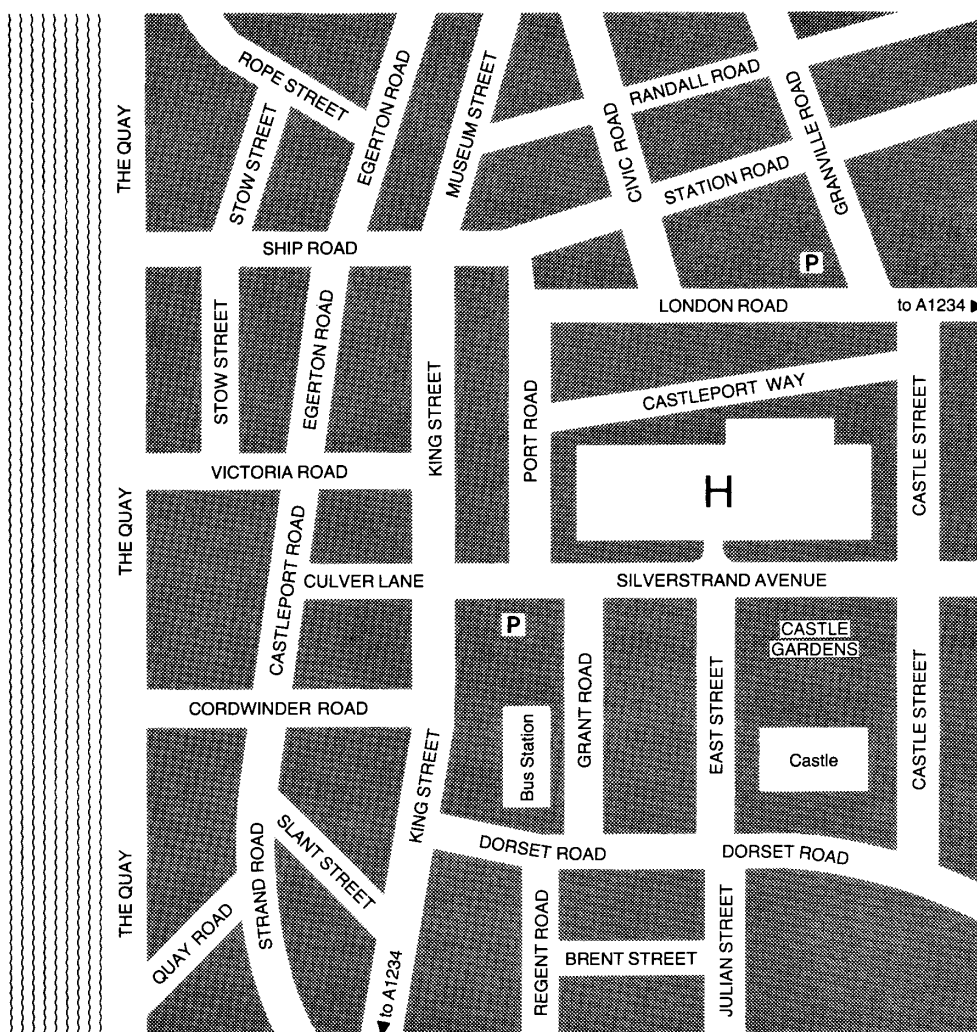 ROPE STREET
EGERTON ROAD
MUSEUM STREET
RANDALL ROAD
CIVIC ROAD
GRANVILLE ROAD
THE QUAY
STOW STREET
STATION ROAD
SHIP ROAD
P
LONDON ROAD
to A1234
STOW STREET
EGERTON ROAD
KING STREET
PORT ROAD
CASTLEPORT WAY
CASTLE STREET
VICTORIA ROAD
H
THE QUAY
CASTLEPORT ROAD
CULVER LANE
SILVERSTRAND AVENUE
P
CASTLE
GARDENS
CORDWINDER ROAD
KING STREET
Bus Station
GRANT ROAD
EAST STREET
Castle
CASTLE STREET
THE QUAY
STRAND ROAD
SLANT STREET
DORSET ROAD
DORSET ROAD
QUAY ROAD
to A1234
REGENT ROAD
BRENT STREET
JULIAN STREET